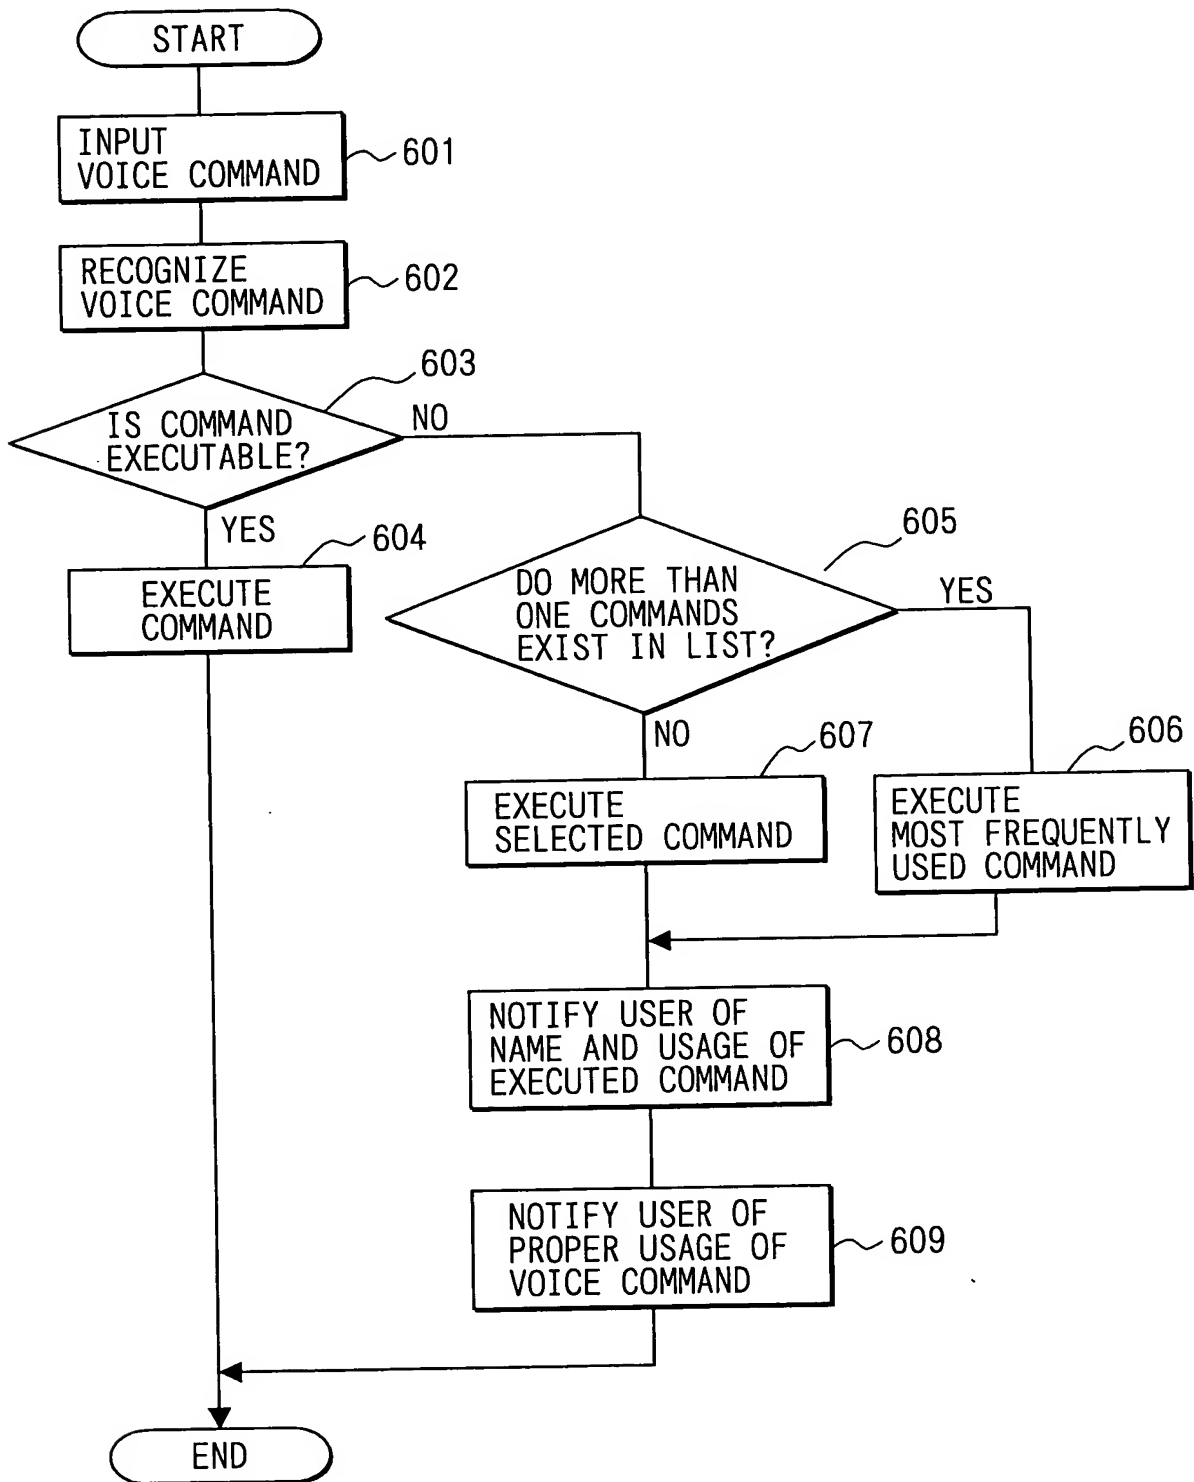 START
INPUT
VOICE COMMAND
601
RECOGNIZE
VOICE COMMAND
602
603
IS COMMAND
EXECUTABLE?
NO
YES
604
EXECUTE
COMMAND
605
DO MORE THAN
ONE COMMANDS
EXIST IN LIST?
YES
NO
607
606
EXECUTE
SELECTED COMMAND
EXECUTE
MOST FREQUENTLY
USED COMMAND
NOTIFY USER OF
NAME AND USAGE OF
EXECUTED COMMAND
608
NOTIFY USER OF
PROPER USAGE OF
VOICE COMMAND
609
END